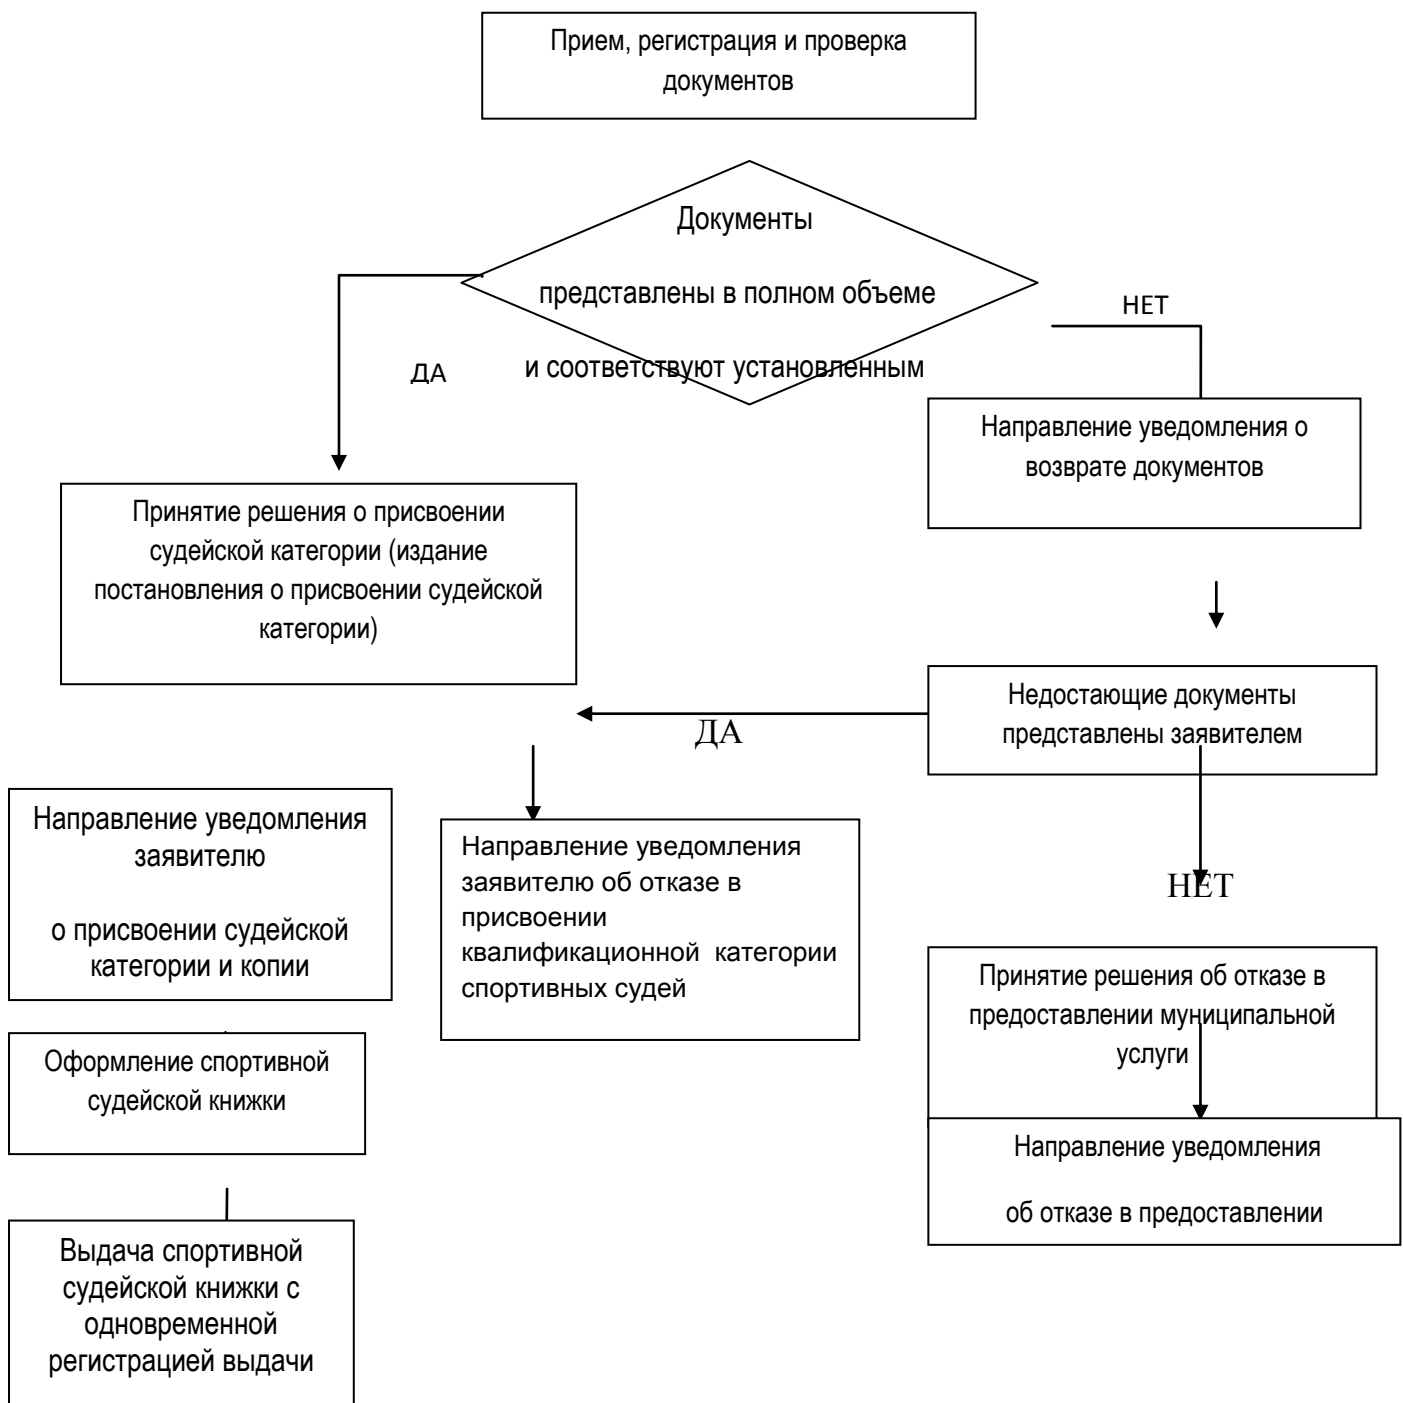 Прием, регистрация и проверка
документов
Документы
представлены в полном объеме
и соответствуют установленным
НЕТ
ДА
Направление уведомления о
возврате документов
Принятие решения о присвоении
судейской категории (издание
постановления о присвоении судейской
категории)
Недостающие документы
представлены заявителем
ДА
Направление уведомления
заявителю
о присвоении судейской
категории и копии
Направление уведомления
заявителю об отказе в
присвоении
квалификационной категории
спортивных судей
НЕТ
Принятие решения об отказе в
предоставлении муниципальной
услуги
Оформление спортивной
судейской книжки
Направление уведомления
об отказе в предоставлении
Выдача спортивной
судейской книжки с
одновременной
регистрацией выдачи